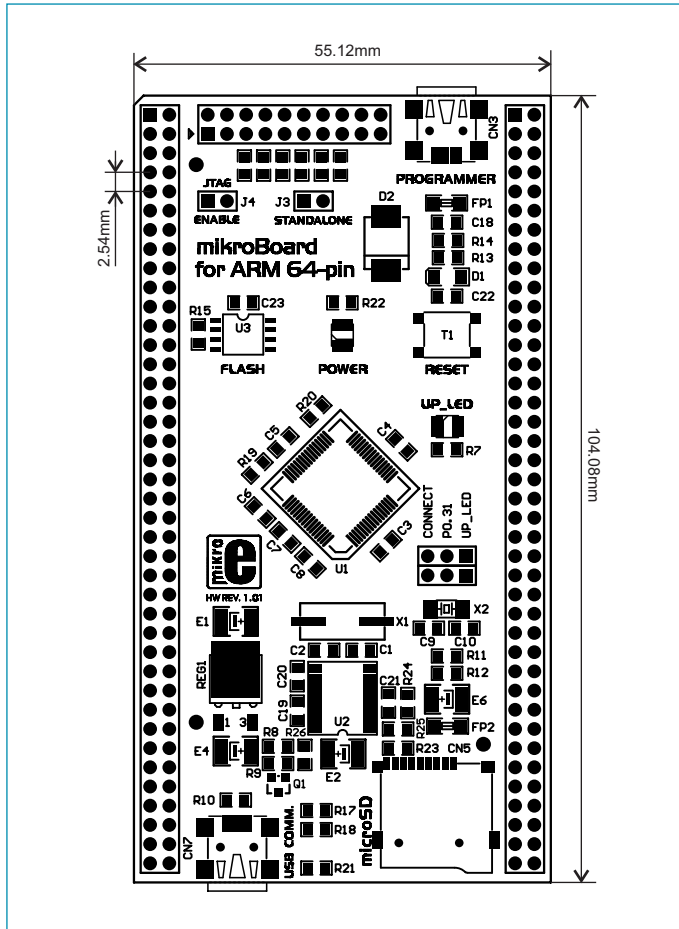 55.12mm
CN3
PROGRAMMER
JTAG
J4
J3
ENABLE
STANDALONE
D2
FP1
C18
R14
R13
D1
C22
2.54mm
mikroBoard
for ARM 64-pin
R15
C23
U3
FLASH
R22
POWER
T1
RESET
UP_LED
R7
R20
C5
R19
C4
C6
C7
C8
C3
U1
104.08mm
CONNECT
P0.31
UP_LED
mikro
e
HW REV. 1.01
E1
X1
X2
C9
C10
C2
C1
REG1
C20
C19
C21
R24
R11
R12
E6
U2
R25
FP2
1 3
E4
R8
R26
R9
E2
R23
CN5
Q1
R10
R17
R18
R21
CN7
USB COMM.
microSD